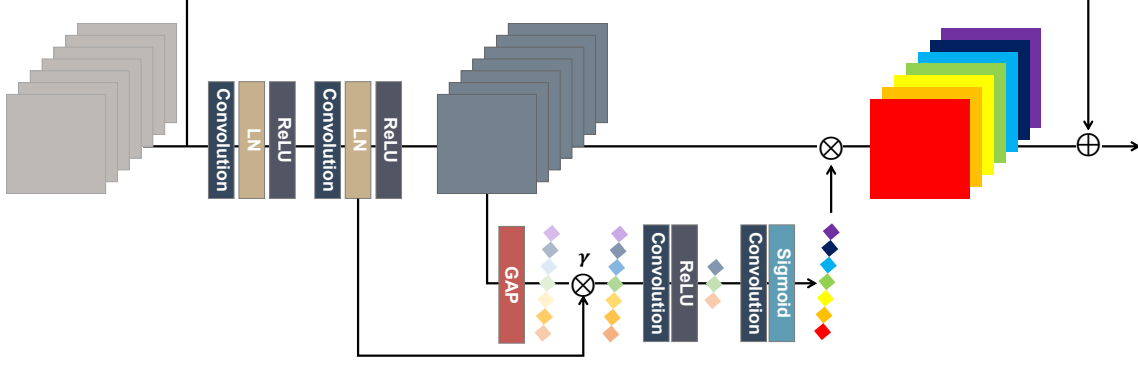 Convolution
LN
ReLU
Convolution
LN
ReLU
GAP
γ
Convolution
ReLU
Convolution
Sigmoid